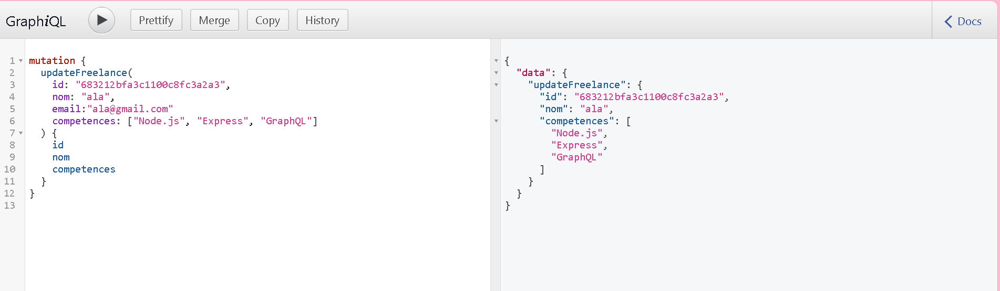 GraphiQL Prettify Merge Copy History Docs
1 mutation {
2 updateFreelance(
3 id: "683212bfa3c1100c8fc3a2a3",
4 nom: "ala",
5 email:"ala@gmail.com"
6 competences: ["Node.js", "Express", "GraphQL"]
7 ) {
8 id
9 nom
10 competences
11 }
12 }
13
{
"data": {
"updateFreelance": {
"id": "683212bfa3c1100c8fc3a2a3",
"nom": "ala",
"competences": [
"Node.js",
"Express",
"GraphQL"
]
}
}
}